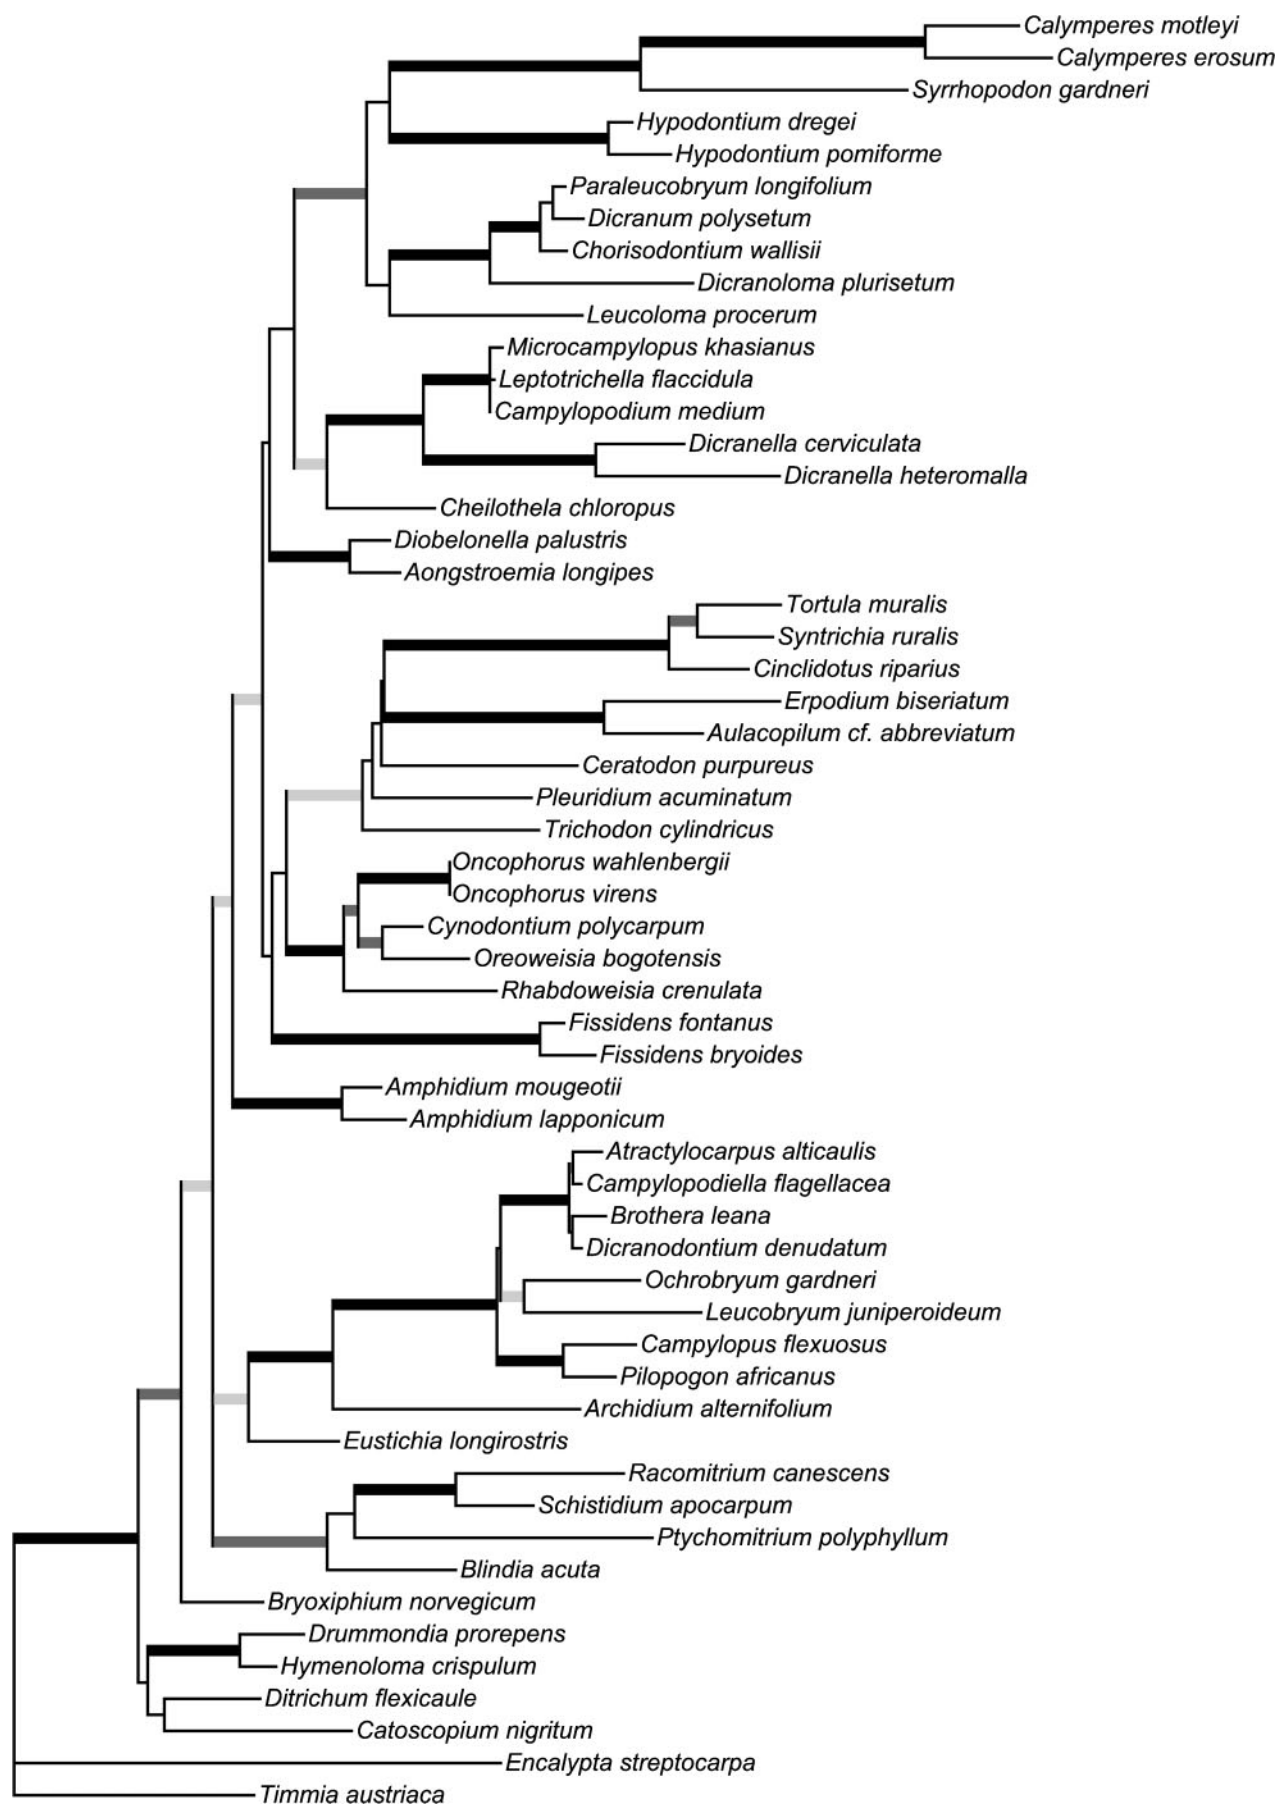 Calymperes motleyi
Calymperes erosum
Syrrhopodon gardneri
Hypodontium dregei
Hypodontium pomiforme
Paraleucobryum longifolium
Dicranum polysetum
Chorisodontium wallisii
Dicranoloma plurisetum
Leucoloma procerum
Microcampylopus khasianus
Leptotrichella flaccidula
Campylopodium medium
Dicranella cerviculata
Dicranella heteromalla
Cheilothela chloropus
Diobelonella palustris
Aongstroemia longipes
Tortula muralis
Syntrichia ruralis
Cinclidotus riparius
Erpodium biseriatum
Aulacopilum cf. abbreviatum
Ceratodon purpureus
Pleuridium acuminatum
Trichodon cylindricus
Oncophorus wahlenbergii
Oncophorus virens
Cynodontium polycarpum
Oreoweisia bogotensis
Rhabdoweisia crenulata
Fissidens fontanus
Fissidens bryoides
Amphidium mougeotii
Amphidium lapponicum
Atractylocarpus alticaulis
Campylopodiella flagellacea
Brothera leana
Dicranodontium denudatum
Ochrobryum gardneri
Leucobryum juniperoideum
Campylopus flexuosus
Pilopogon africanus
Archidium alternifolium
Eustichia longirostris
Racomitrium canescens
Schistidium apocarpum
Ptychomitrium polyphyllum
Blindia acuta
Bryoxiphium norvegicum
Drummondia prorepens
Hymenoloma crispulum
Ditrichum flexicaule
Catoscopium nigritum
Encalypta streptocarpa
Timmia austriaca